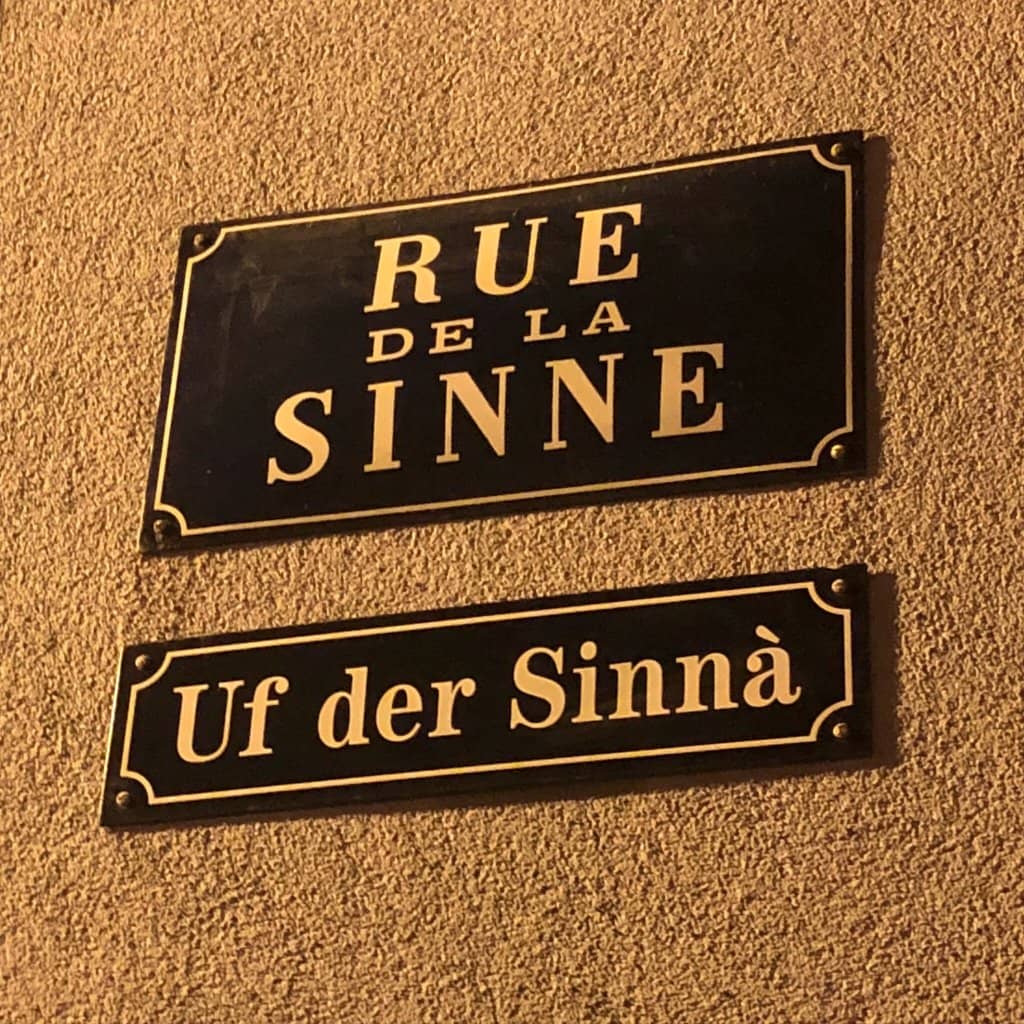 RUE
DE LA
SINNE
Uf der Sinnà